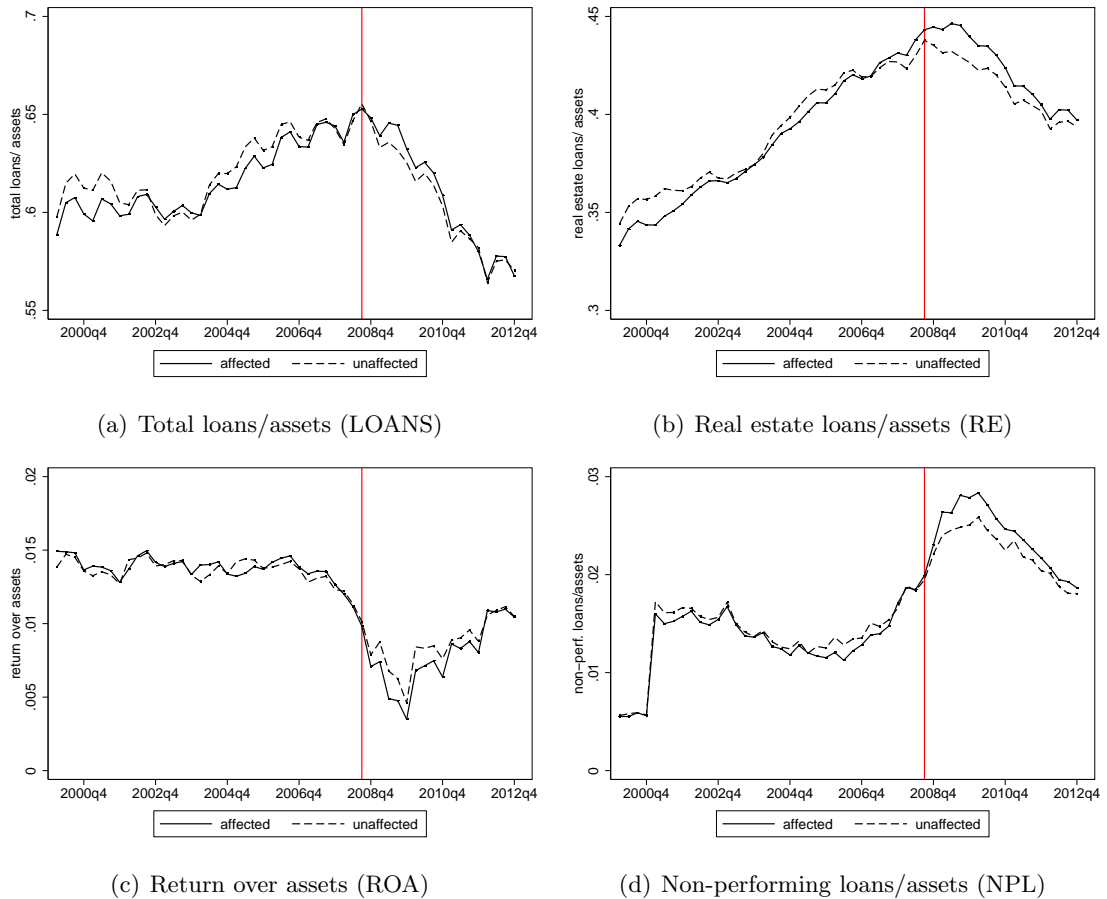 .7
.65
.6
.55
total loans/ assets
2000q4 2002q4 2004q4 2006q4 2008q4 2010q4 2012q4
affected unaffected
(a) Total loans/assets (LOANS)
.45
.4
.35
.3
real estate loans/ assets
2000q4 2002q4 2004q4 2006q4 2008q4 2010q4 2012q4
affected unaffected
(b) Real estate loans/assets (RE)
.02
.015
.01
.005
0
return over assets
2000q4 2002q4 2004q4 2006q4 2008q4 2010q4 2012q4
affected unaffected
(c) Return over assets (ROA)
.03
.02
.01
0
non−perf. loans/assets
2000q4 2002q4 2004q4 2006q4 2008q4 2010q4 2012q4
affected unaffected
(d) Non-performing loans/assets (NPL)